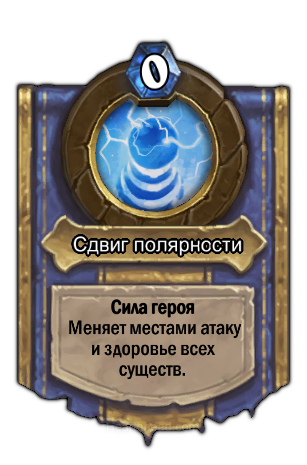 0
Сдвиг полярности
Сила героя
Меняет местами атаку
и здоровье всех
существ.